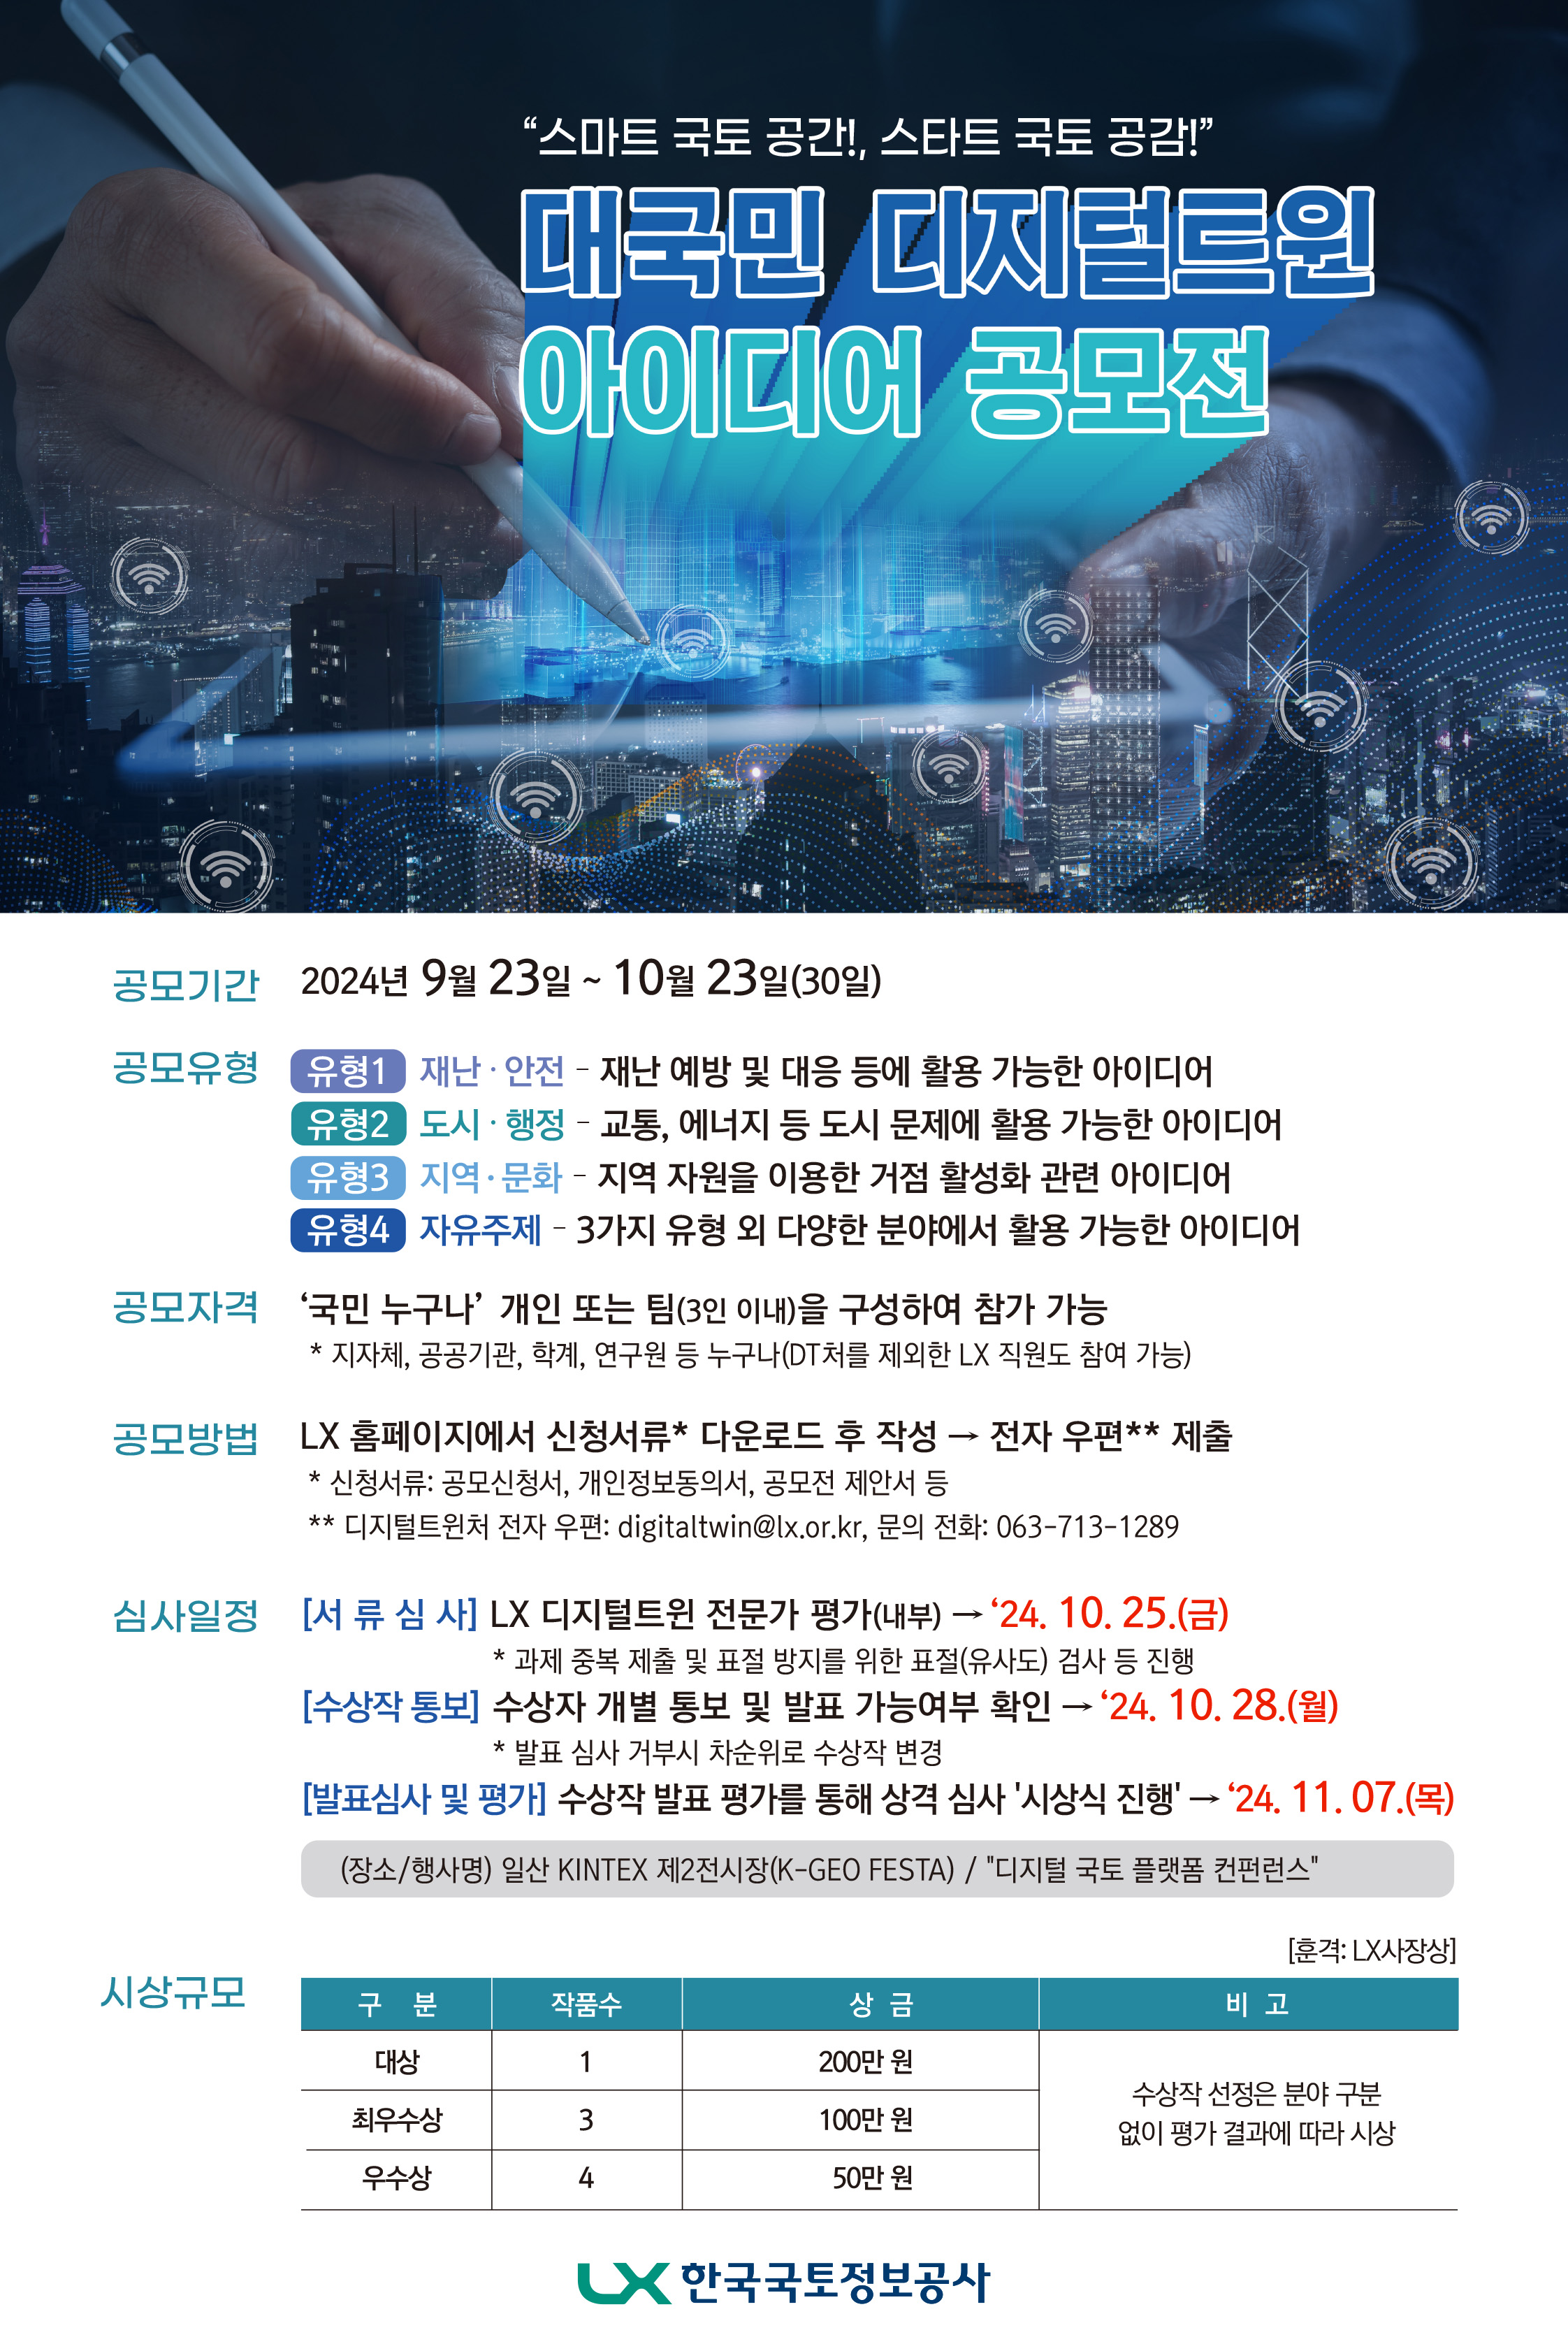 “스마트 국토 공간!, 스타트 국토 공감!”
대국민 디지털트윈
아이디어 공모전
공모기간 2024년 9월 23일 ~ 10월 23일(30일)
공모유형 유형1 재난·안전 - 재난 예방 및 대응 등에 활용 가능한 아이디어
유형2 도시·행정 - 교통, 에너지 등 도시 문제에 활용 가능한 아이디어
유형3 지역·문화 - 지역 자원을 이용한 거점 활성화 관련 아이디어
유형4 자유주제 - 3가지 유형 외 다양한 분야에서 활용 가능한 아이디어
공모자격 ‘국민 누구나’ 개인 또는 팀(3인 이내)을 구성하여 참가 가능
* 지자체, 공공기관, 학계, 연구원 등 누구나(DT처를 제외한 LX 직원도 참여 가능)
공모방법 LX 홈페이지에서 신청서류* 다운로드 후 작성 → 전자 우편** 제출
* 신청서류: 공모신청서, 개인정보동의서, 공모전 제안서 등
** 디지털트윈처 전자 우편: digitaltwin@lx.or.kr, 문의 전화: 063-713-1289
심사일정 [서 류 심 사] LX 디지털트윈 전문가 평가(내부) → ‘24. 10. 25.(금)
* 과제 중복 제출 및 표절 방지를 위한 표절(유사도) 검사 등 진행
[수상작 통보] 수상자 개별 통보 및 발표 가능여부 확인 → ‘24. 10. 28.(월)
* 발표 심사 거부시 차순위로 수상작 변경
[발표심사 및 평가] 수상작 발표 평가를 통해 상격 심사 '시상식 진행' → ‘24. 11. 07.(목)
(장소/행사명) 일산 KINTEX 제2전시장(K-GEO FESTA) / "디지털 국토 플랫폼 컨퍼런스"
[훈격: LX사장상]
시상규모
구 분 작품수 상 금 비 고
대상 1 200만 원
최우수상 3 100만 원
우수상 4 50만 원
수상작 선정은 분야 구분
없이 평가 결과에 따라 시상
LX 한국국토정보공사